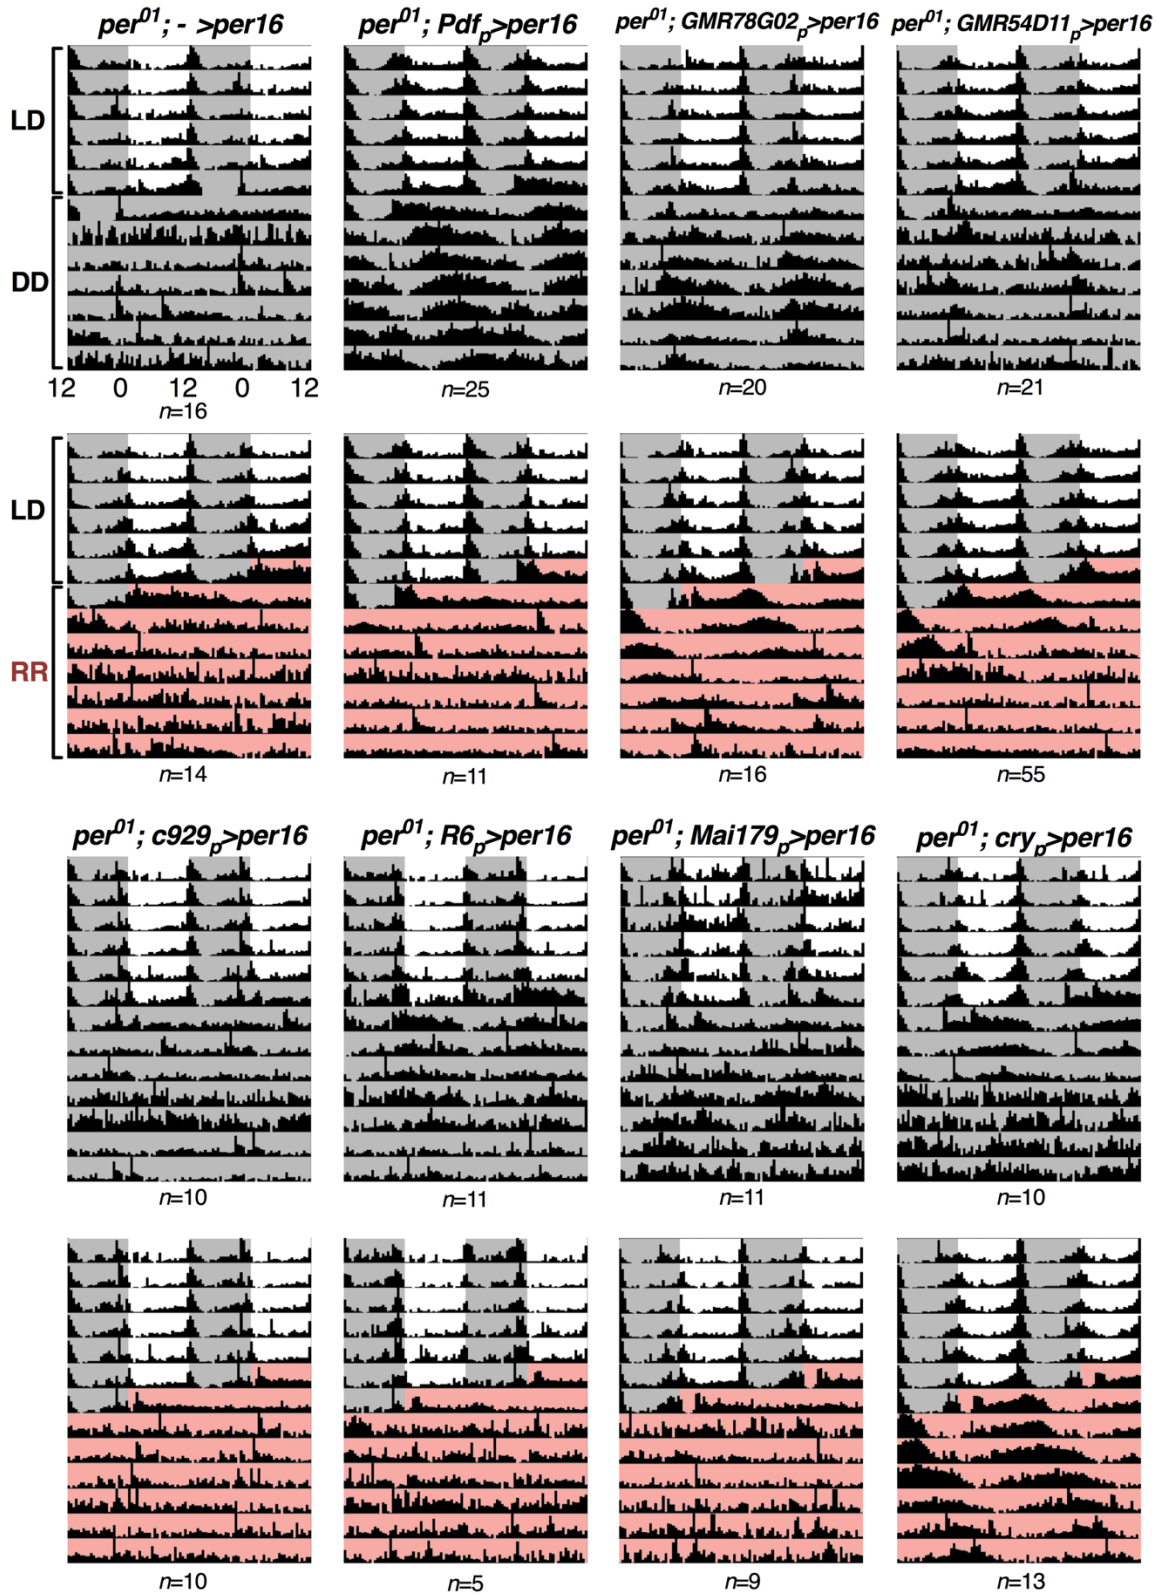 per01; - >per16 per01; Pdfp>per16 per01; GMR78G02p>per16 per01; GMR54D11p>per16
LD
DD
12 0 12 0 12
n=16 n=25 n=20 n=21
LD
RR
n=14 n=11 n=16 n=55
per01; c929p>per16 per01; R6p>per16 per01; Mai179p>per16 per01; cryp>per16
n=10 n=11 n=11 n=10
n=10 n=5 n=9 n=13